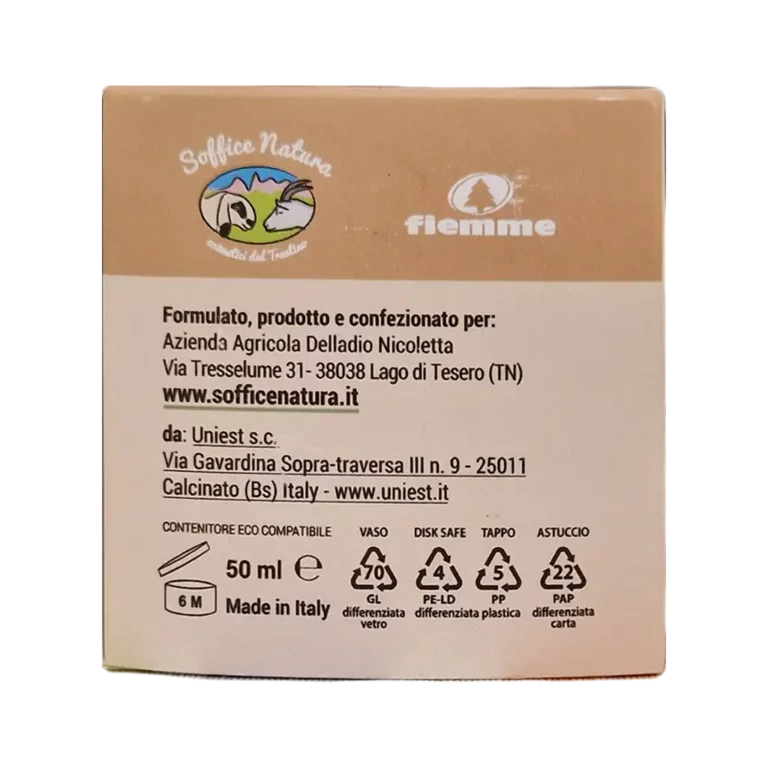 Soffice Natura
cosmetici del Trentino
fiemme
Formulato, prodotto e confezionato per:
Azienda Agricola Delladio Nicoletta
Via Tresselume 31- 38038 Lago di Tesero (TN)
www.sofficenatura.it
da: Uniest s.c.
Via Gavardina Sopra-traversa III n. 9 - 25011
Calcinato (Bs) Italy - www.uniest.it
CONTENITORE ECO COMPATIBILE VASO DISK SAFE TAPPO ASTUCCIO
50 ml ℮ 70 4 5 22
6 M Made in Italy GL PE-LD PP PAP
differenziata differenziata plastica differenziata
vetro carta